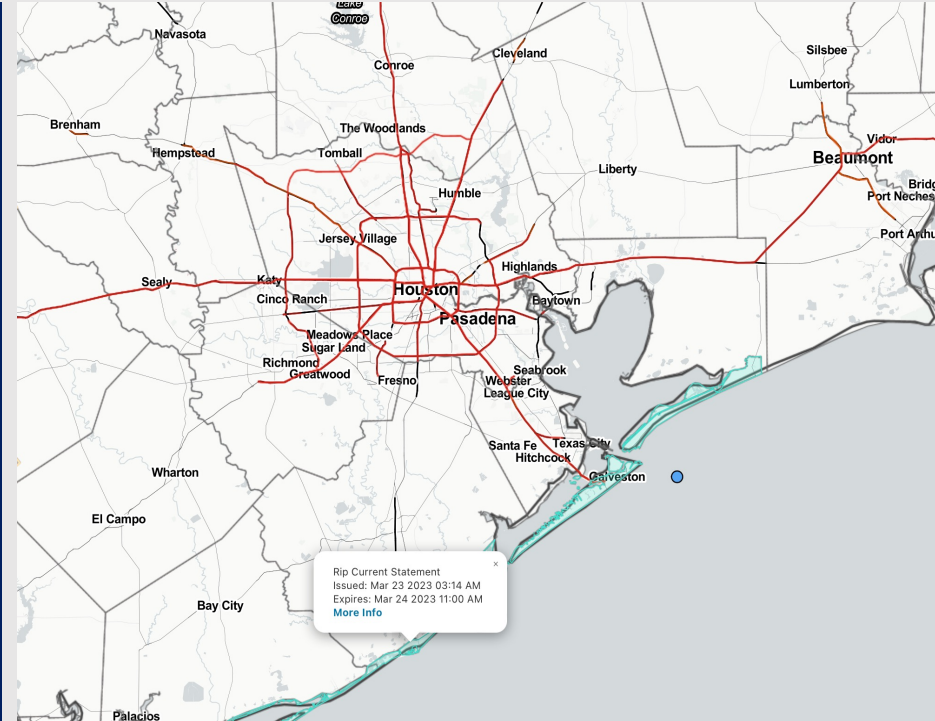 Lake
Conroe
Navasota
Cleveland
Silsbee
Conroe
Lumberton
Brenham
The Woodlands
Vidor
Hempstead
Tomball
Beaumont
Liberty
Bridg
Humble
Port Neches
Port Arthu
Jersey Village
Highlands
Sealy
Katy
Houston
Cinco Ranch
Baytown
Pasadena
Meadows Place
Sugar Land
Richmond
Greatwood
Seabrook
Fresno
Webster
League City
Santa Fe
Texas City
Hitchcock
Wharton
Galveston
El Campo
×
Rip Current Statement
Issued: Mar 23 2023 03:14 AM
Expires: Mar 24 2023 11:00 AM
More Info
Bay City
Palacios